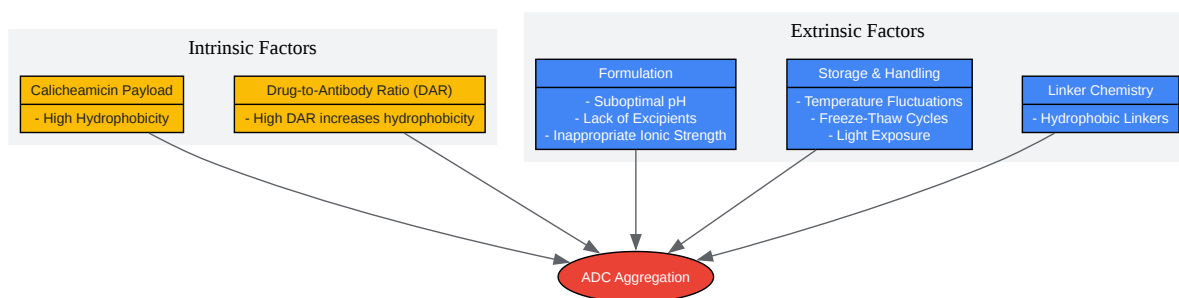 Intrinsic Factors
Calicheamicin Payload
- High Hydrophobicity
Drug-to-Antibody Ratio (DAR)
- High DAR increases hydrophobicity
Extrinsic Factors
Formulation
- Suboptimal pH
- Lack of Excipients
- Inappropriate Ionic Strength
Storage & Handling
- Temperature Fluctuations
- Freeze-Thaw Cycles
- Light Exposure
Linker Chemistry
- Hydrophobic Linkers
ADC Aggregation